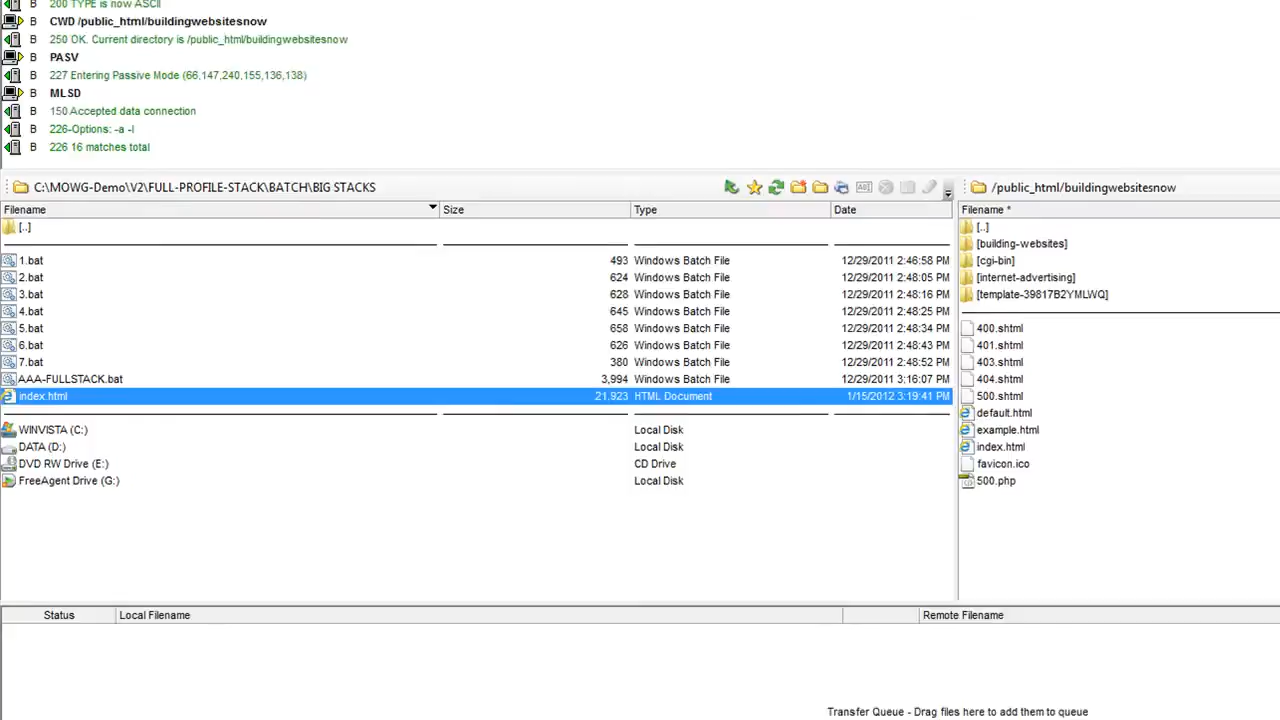 200 TYPE is now ASCII
B CWD /public_html/buildingwebsitesnow
B 250 OK. Current directory is /public_html/buildingwebsitesnow
B PASV
B 227 Entering Passive Mode (66,147,240,155,136,138)
B MLSD
B 150 Accepted data connection
B 226-Options: -a -l
B 226 16 matches total
C:\MOWG-Demo\V2\FULL-PROFILE-STACK\BATCH\BIG STACKS
Filename Size Type Date
[..]
1.bat 493 Windows Batch File 12/29/2011 2:46:58 PM
2.bat 624 Windows Batch File 12/29/2011 2:48:05 PM
3.bat 628 Windows Batch File 12/29/2011 2:48:16 PM
4.bat 645 Windows Batch File 12/29/2011 2:48:25 PM
5.bat 658 Windows Batch File 12/29/2011 2:48:34 PM
6.bat 626 Windows Batch File 12/29/2011 2:48:43 PM
7.bat 380 Windows Batch File 12/29/2011 2:48:52 PM
AAA-FULLSTACK.bat 3,994 Windows Batch File 12/29/2011 3:16:07 PM
index.html 21,923 HTML Document 1/15/2012 3:19:41 PM
WINVISTA (C:) Local Disk
DATA (D:) Local Disk
DVD RW Drive (E:) CD Drive
FreeAgent Drive (G:) Local Disk
/public_html/buildingwebsitesnow
Filename *
[..]
[building-websites]
[cgi-bin]
[internet-advertising]
[template-39817B2YMLWQ]
400.shtml
401.shtml
403.shtml
404.shtml
500.shtml
default.html
example.html
index.html
favicon.ico
500.php
Status Local Filename Remote Filename
Transfer Queue - Drag files here to add them to queue